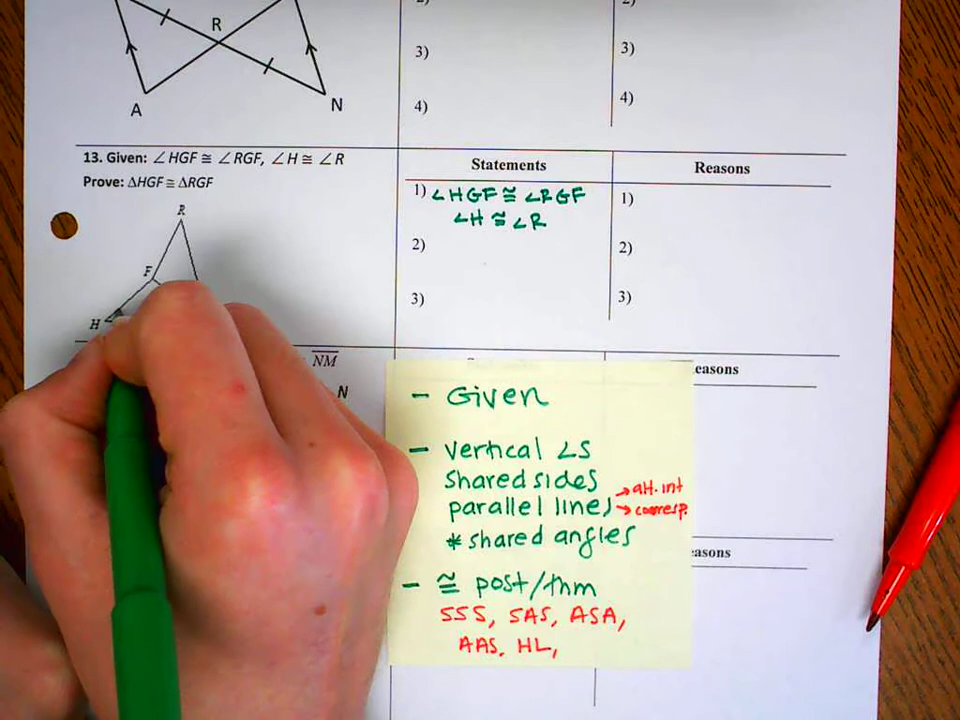 R
A
N
3)
4)
3)
4)
13. Given: ∠HGF ≅ ∠RGF, ∠H ≅ ∠R
Prove: ΔHGF ≅ ΔRGF
R
F
H
Statements
Reasons
1) ∠HGF ≅ ∠RGF
∠H ≅ ∠R
2)
3)
1)
2)
3)
NM
N
easons
easons
- Given
- vertical ∠s
shared sides
parallel lines → alt. int
→ corresp.
* shared angles
- ≅ post/thm
SSS, SAS, ASA,
AAS, HL,